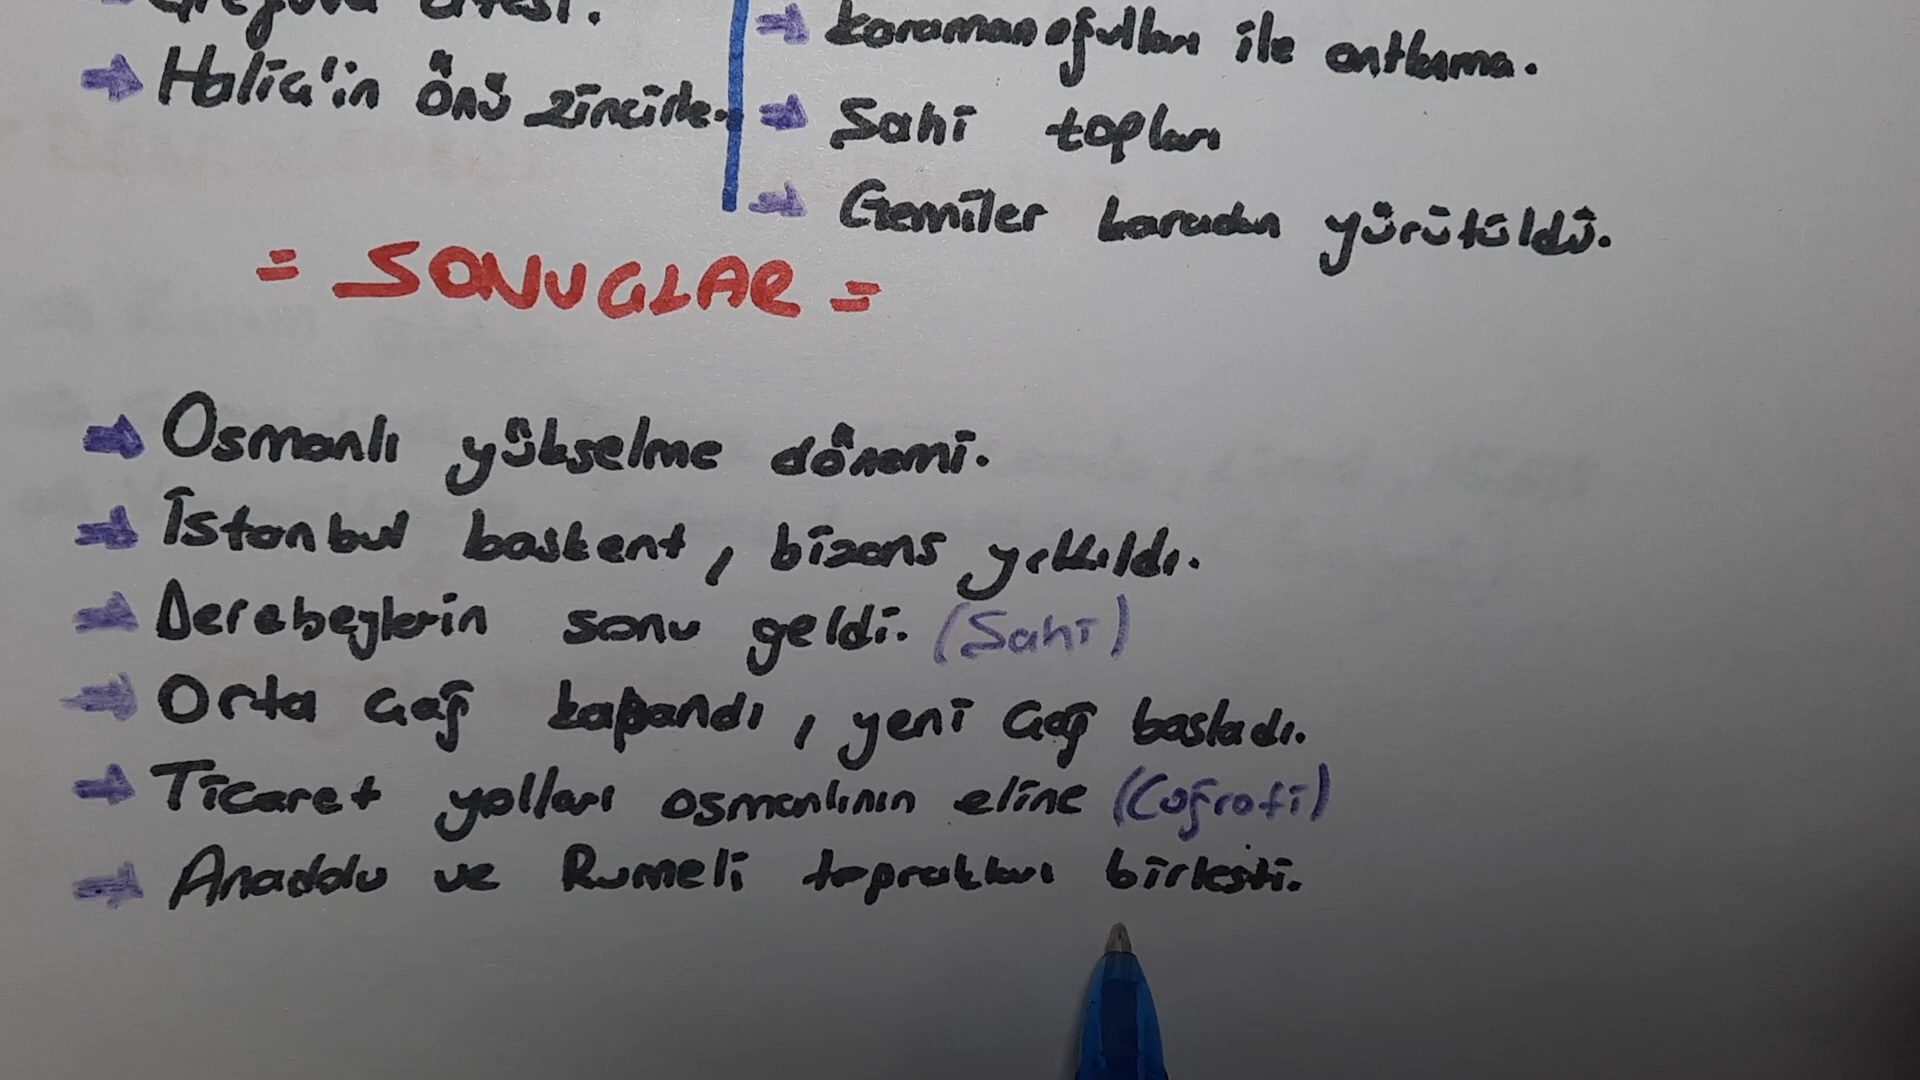 Haliç'in önü zincirle.
Karamanoğulları ile antlaşma.
Şahi topları
Gemiler karadan yürütüldü.
= SONUÇLAR =
Osmanlı yükselme dönemi.
İstanbul başkent, bizans yıkıldı.
Derebeylerin sonu geldi. (Şahi)
Orta Çağ kapandı, yeni Çağ başladı.
Ticaret yolları osmanlının eline (Coğrafi)
Anadolu ve Rumeli toprakları birleşti.